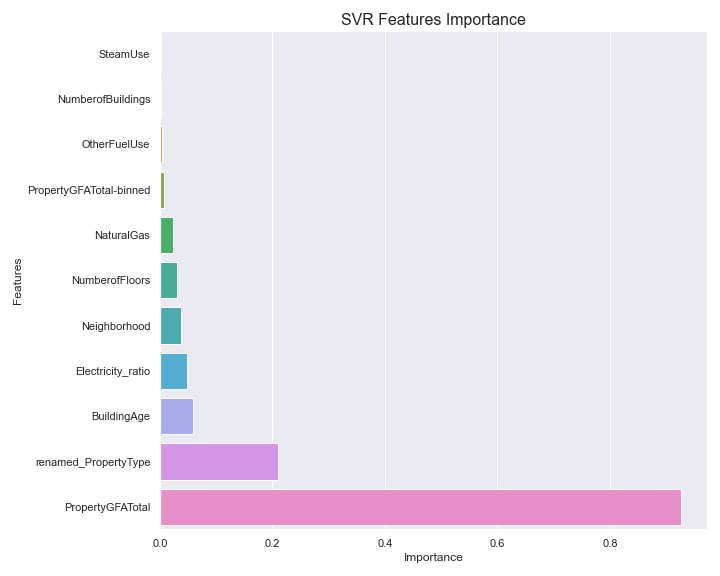 SVR Features Importance
SteamUse
NumberofBuildings
OtherFuelUse
PropertyGFATotal-binned
NaturalGas
NumberofFloors
Neighborhood
Electricity_ratio
BuildingAge
renamed_PropertyType
PropertyGFATotal
Features
0.0 0.2 0.4 0.6 0.8
Importance